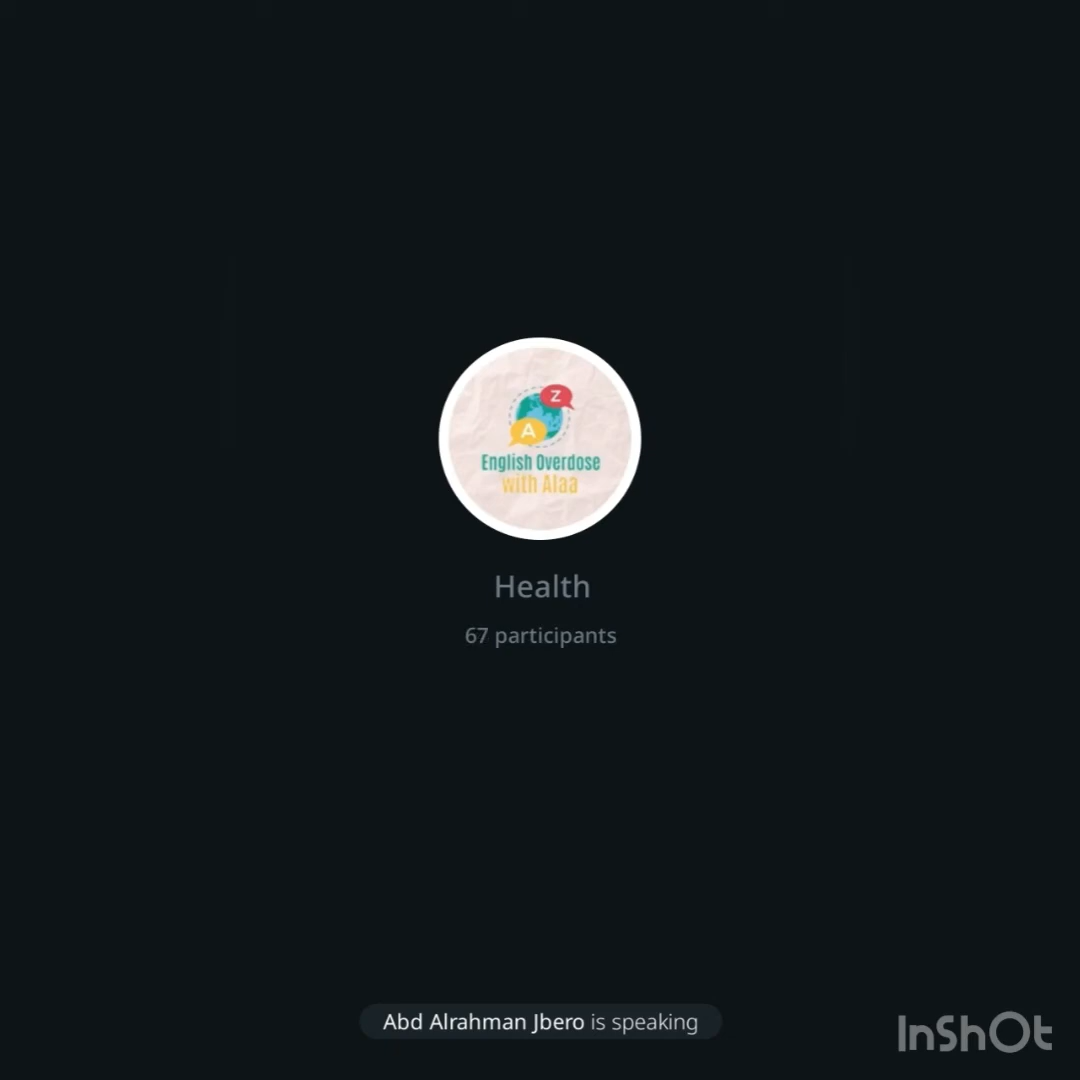 Z
A
English Overdose
with Alaa
Health
67 participants
Abd Alrahman Jbero is speaking
InShOt